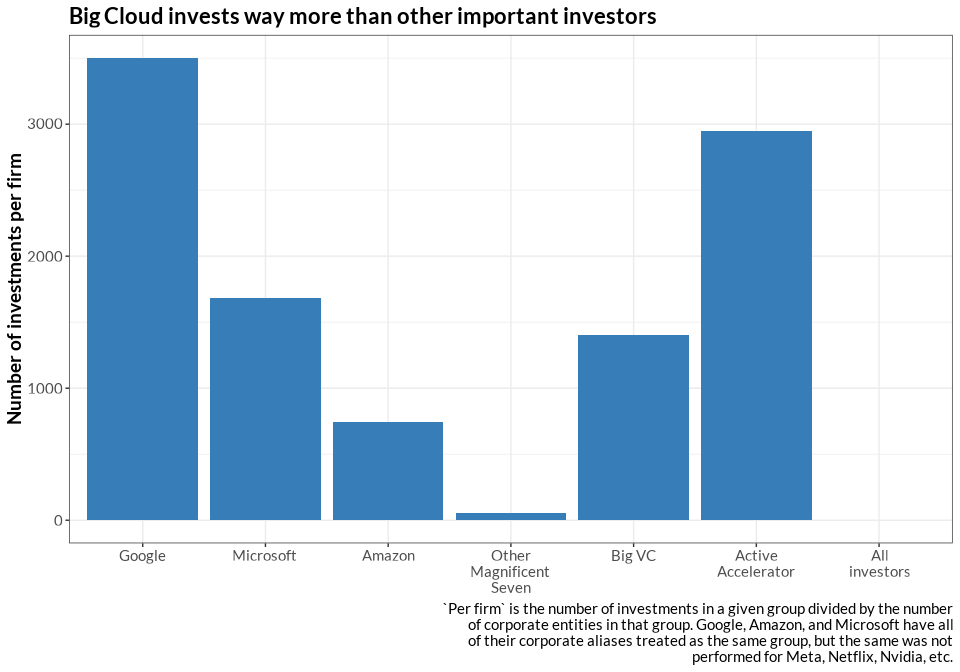 Big Cloud invests way more than other important investors
Number of investments per firm
3000
2000
1000
0
Google
Microsoft
Amazon
Other
Magnificent
Seven
Big VC
Active
Accelerator
All
investors
`Per firm` is the number of investments in a given group divided by the number
of corporate entities in that group. Google, Amazon, and Microsoft have all
of their corporate aliases treated as the same group, but the same was not
performed for Meta, Netflix, Nvidia, etc.